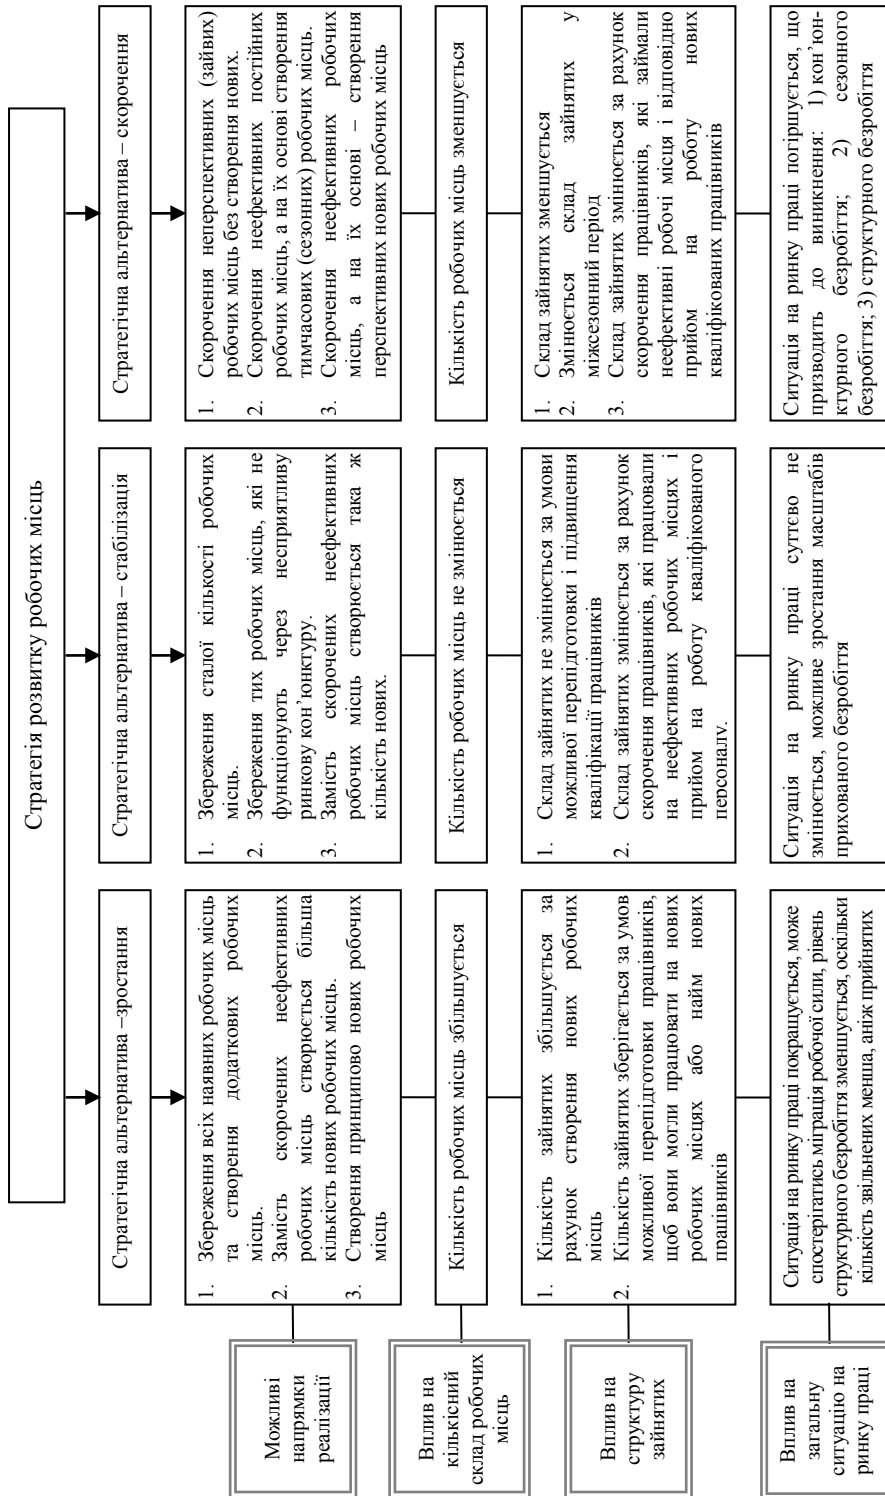 Стратегія розвитку робочих місць
Стратегічна альтернатива –зростання
Стратегічна альтернатива – стабілізація
Стратегічна альтернатива – скорочення
Можливі
напрямки
реалізації
1. Збереження всіх наявних робочих місць
та створення додаткових робочих
місць.
2. Замість скорочених неефективних
робочих місць створюється більша
кількість нових робочих місць.
3. Створення принципово нових робочих
місць
1. Збереження сталої кількості робочих
місць.
2. Збереження тих робочих місць, які не
функціонують через несприятливу
ринкову кон’юнктуру.
3. Замість скорочених неефективних
робочих місць створюється така ж
кількість нових.
1. Скорочення неперспективних (зайвих)
робочих місць без створення нових.
2. Скорочення неефективних постійних
робочих місць, а на їх основі створення
тимчасових (сезонних) робочих місць.
3. Скорочення неефективних робочих
місць, а на їх основі – створення
перспективних нових робочих місць
Вплив на
кількісний
склад робочих
місць
Кількість робочих місць збільшується
Кількість робочих місць не змінюється
Кількість робочих місць зменшується
Вплив на
структуру
зайнятих
1. Кількість зайнятих збільшується за
рахунок створення нових робочих
місць
2. Кількість зайнятих зберігається за умов
можливої перепідготовки працівників,
щоб вони могли працювати на нових
робочих місцях або найм нових
працівників
1. Склад зайнятих не змінюється за умови
можливої перепідготовки і підвищення
кваліфікації працівників
2. Склад зайнятих змінюється за рахунок
скорочення працівників, які працювали
на неефективних робочих місцях і
прийом на роботу кваліфікованого
персоналу.
1. Склад зайнятих зменшується
2. Змінюється склад зайнятих у
міжсезонний період
3. Склад зайнятих змінюється за рахунок
скорочення працівників, які займали
неефективні робочі місця і відповідно
прийом на роботу нових
кваліфікованих працівників
Вплив на
загальну
ситуацію на
ринку праці
Ситуація на ринку праці покращується, може
спостерігатись міграція робочої сили, рівень
структурного безробіття зменшується, оскільки
кількість звільнених менша, аніж прийнятих
Ситуація на ринку праці суттєво не
змінюється, можливе зростання масштабів
прихованого безробіття
Ситуація на ринку праці погіршується, що
призводить до виникнення: 1) кон’юн-
ктурного безробіття; 2) сезонного
безробіття; 3) структурного безробіття